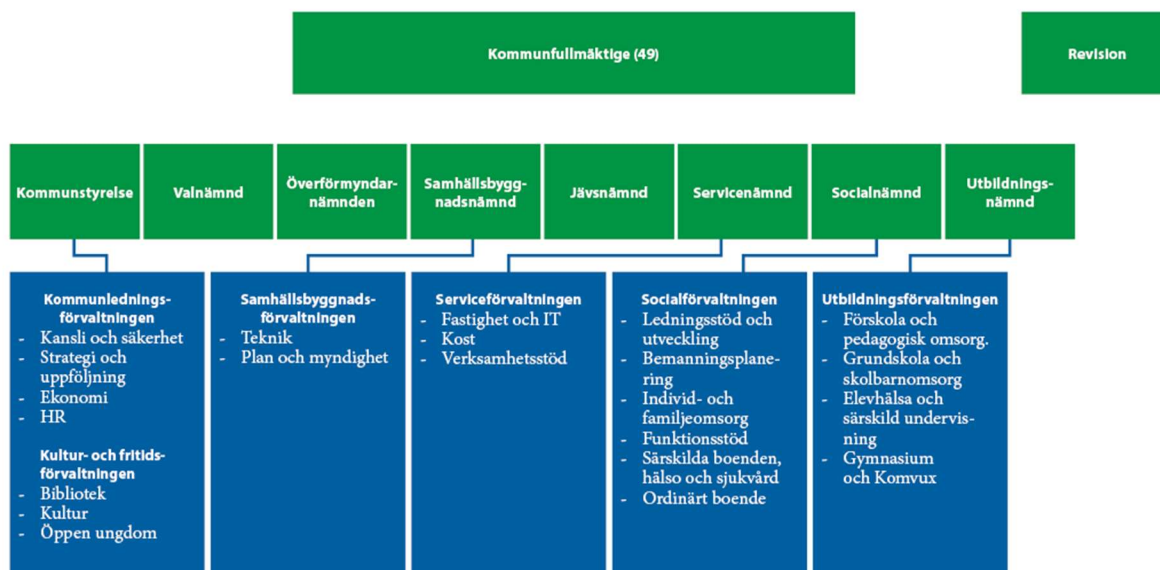 Kommunfullmäktige (49)
Revision
Kommunstyrelse
Valnämnd
Överförmyndar-
nämnden
Samhällsbygg-
nadsnämnd
Jävsnämnd
Servicenämnd
Socialnämnd
Utbildnings-
nämnd
Kommunlednings-
förvaltningen
- Kansli och säkerhet
- Strategi och
uppföljning
- Ekonomi
- HR
Kultur- och fritids-
förvaltningen
- Bibliotek
- Kultur
- Öppen ungdom
Samhällsbyggnads-
förvaltningen
- Teknik
- Plan och myndighet
Serviceförvaltningen
- Fastighet och IT
- Kost
- Verksamhetsstöd
Socialförvaltningen
- Ledningsstöd och
utveckling
- Bemanningsplane-
ring
- Individ- och
familjeomsorg
- Funktionsstöd
- Särskilda boenden,
hälso och sjukvård
- Ordinärt boende
Utbildningsförvaltningen
- Förskola och
pedagogisk omsorg.
- Grundskola och
skolbarnomsorg
- Elevhälsa och
särskild undervis-
ning
- Gymnasium
och Komvux